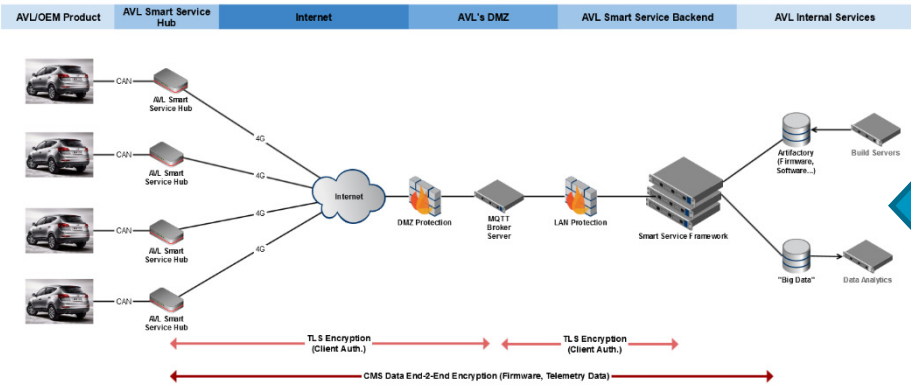 AVL/OEM Product
AVL Smart Service
Hub
Internet
AVL's DMZ
AVL Smart Service Backend
AVL Internal Services
CAN
AVL Smart
Service Hub
4G
CAN
AVL Smart
Service Hub
4G
CAN
AVL Smart
Service Hub
4G
CAN
AVL Smart
Service Hub
4G
Internet
DMZ Protection
MQTT
Broker
Server
LAN Protection
Smart Service Framework
Artifactory
(Firmware,
Software...)
Build Servers
"Big Data"
Data Analytics
TLS Encryption
(Client Auth.)
TLS Encryption
(Client Auth.)
CMS Data End-2-End Encryption (Firmware, Telemetry Data)